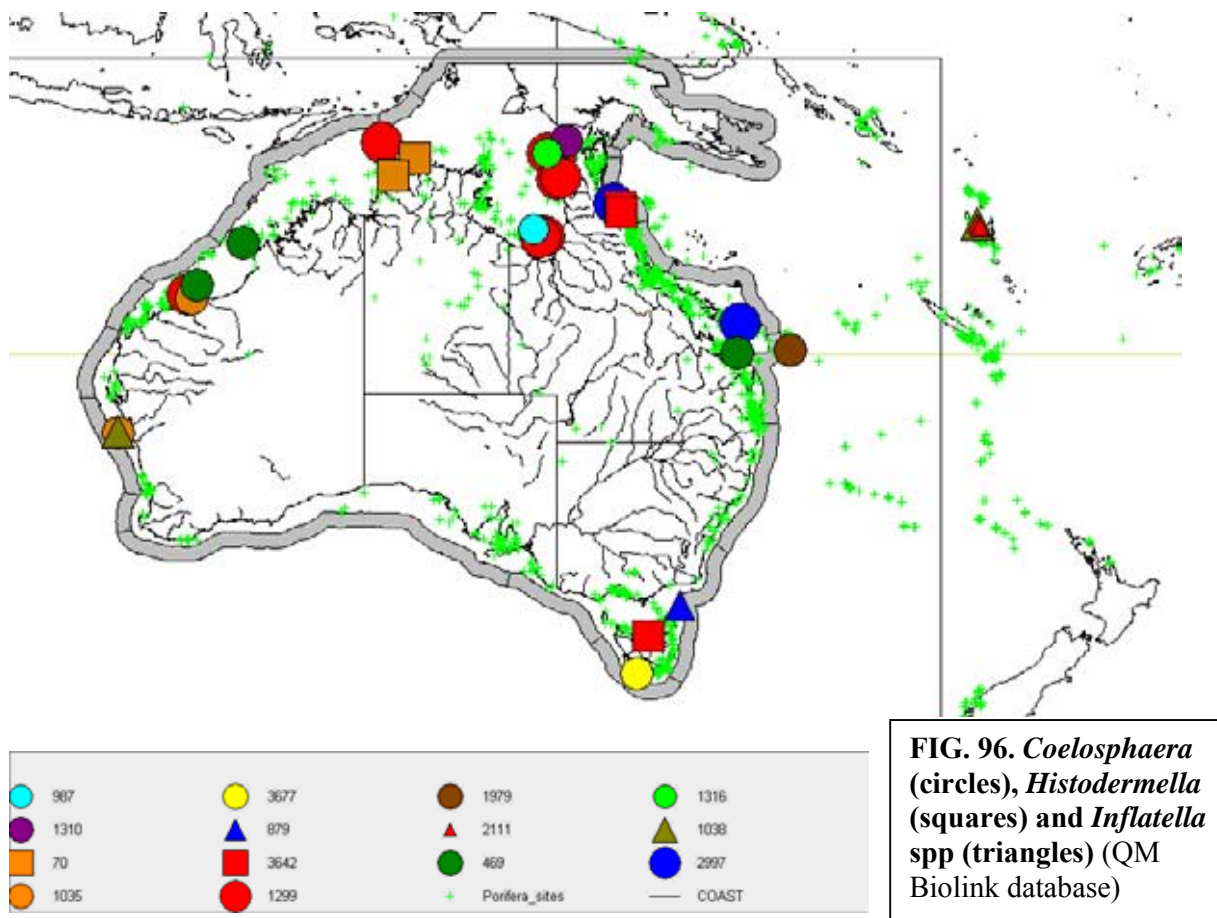 987 3677 1979 1316
1310 879 2111 1038
70 3642 469 2997
1035 1299 Porifera_sites COAST
FIG. 96. Coelosphaera
(circles), Histodermella
(squares) and Inflatella
spp (triangles) (QM
Biolink database)